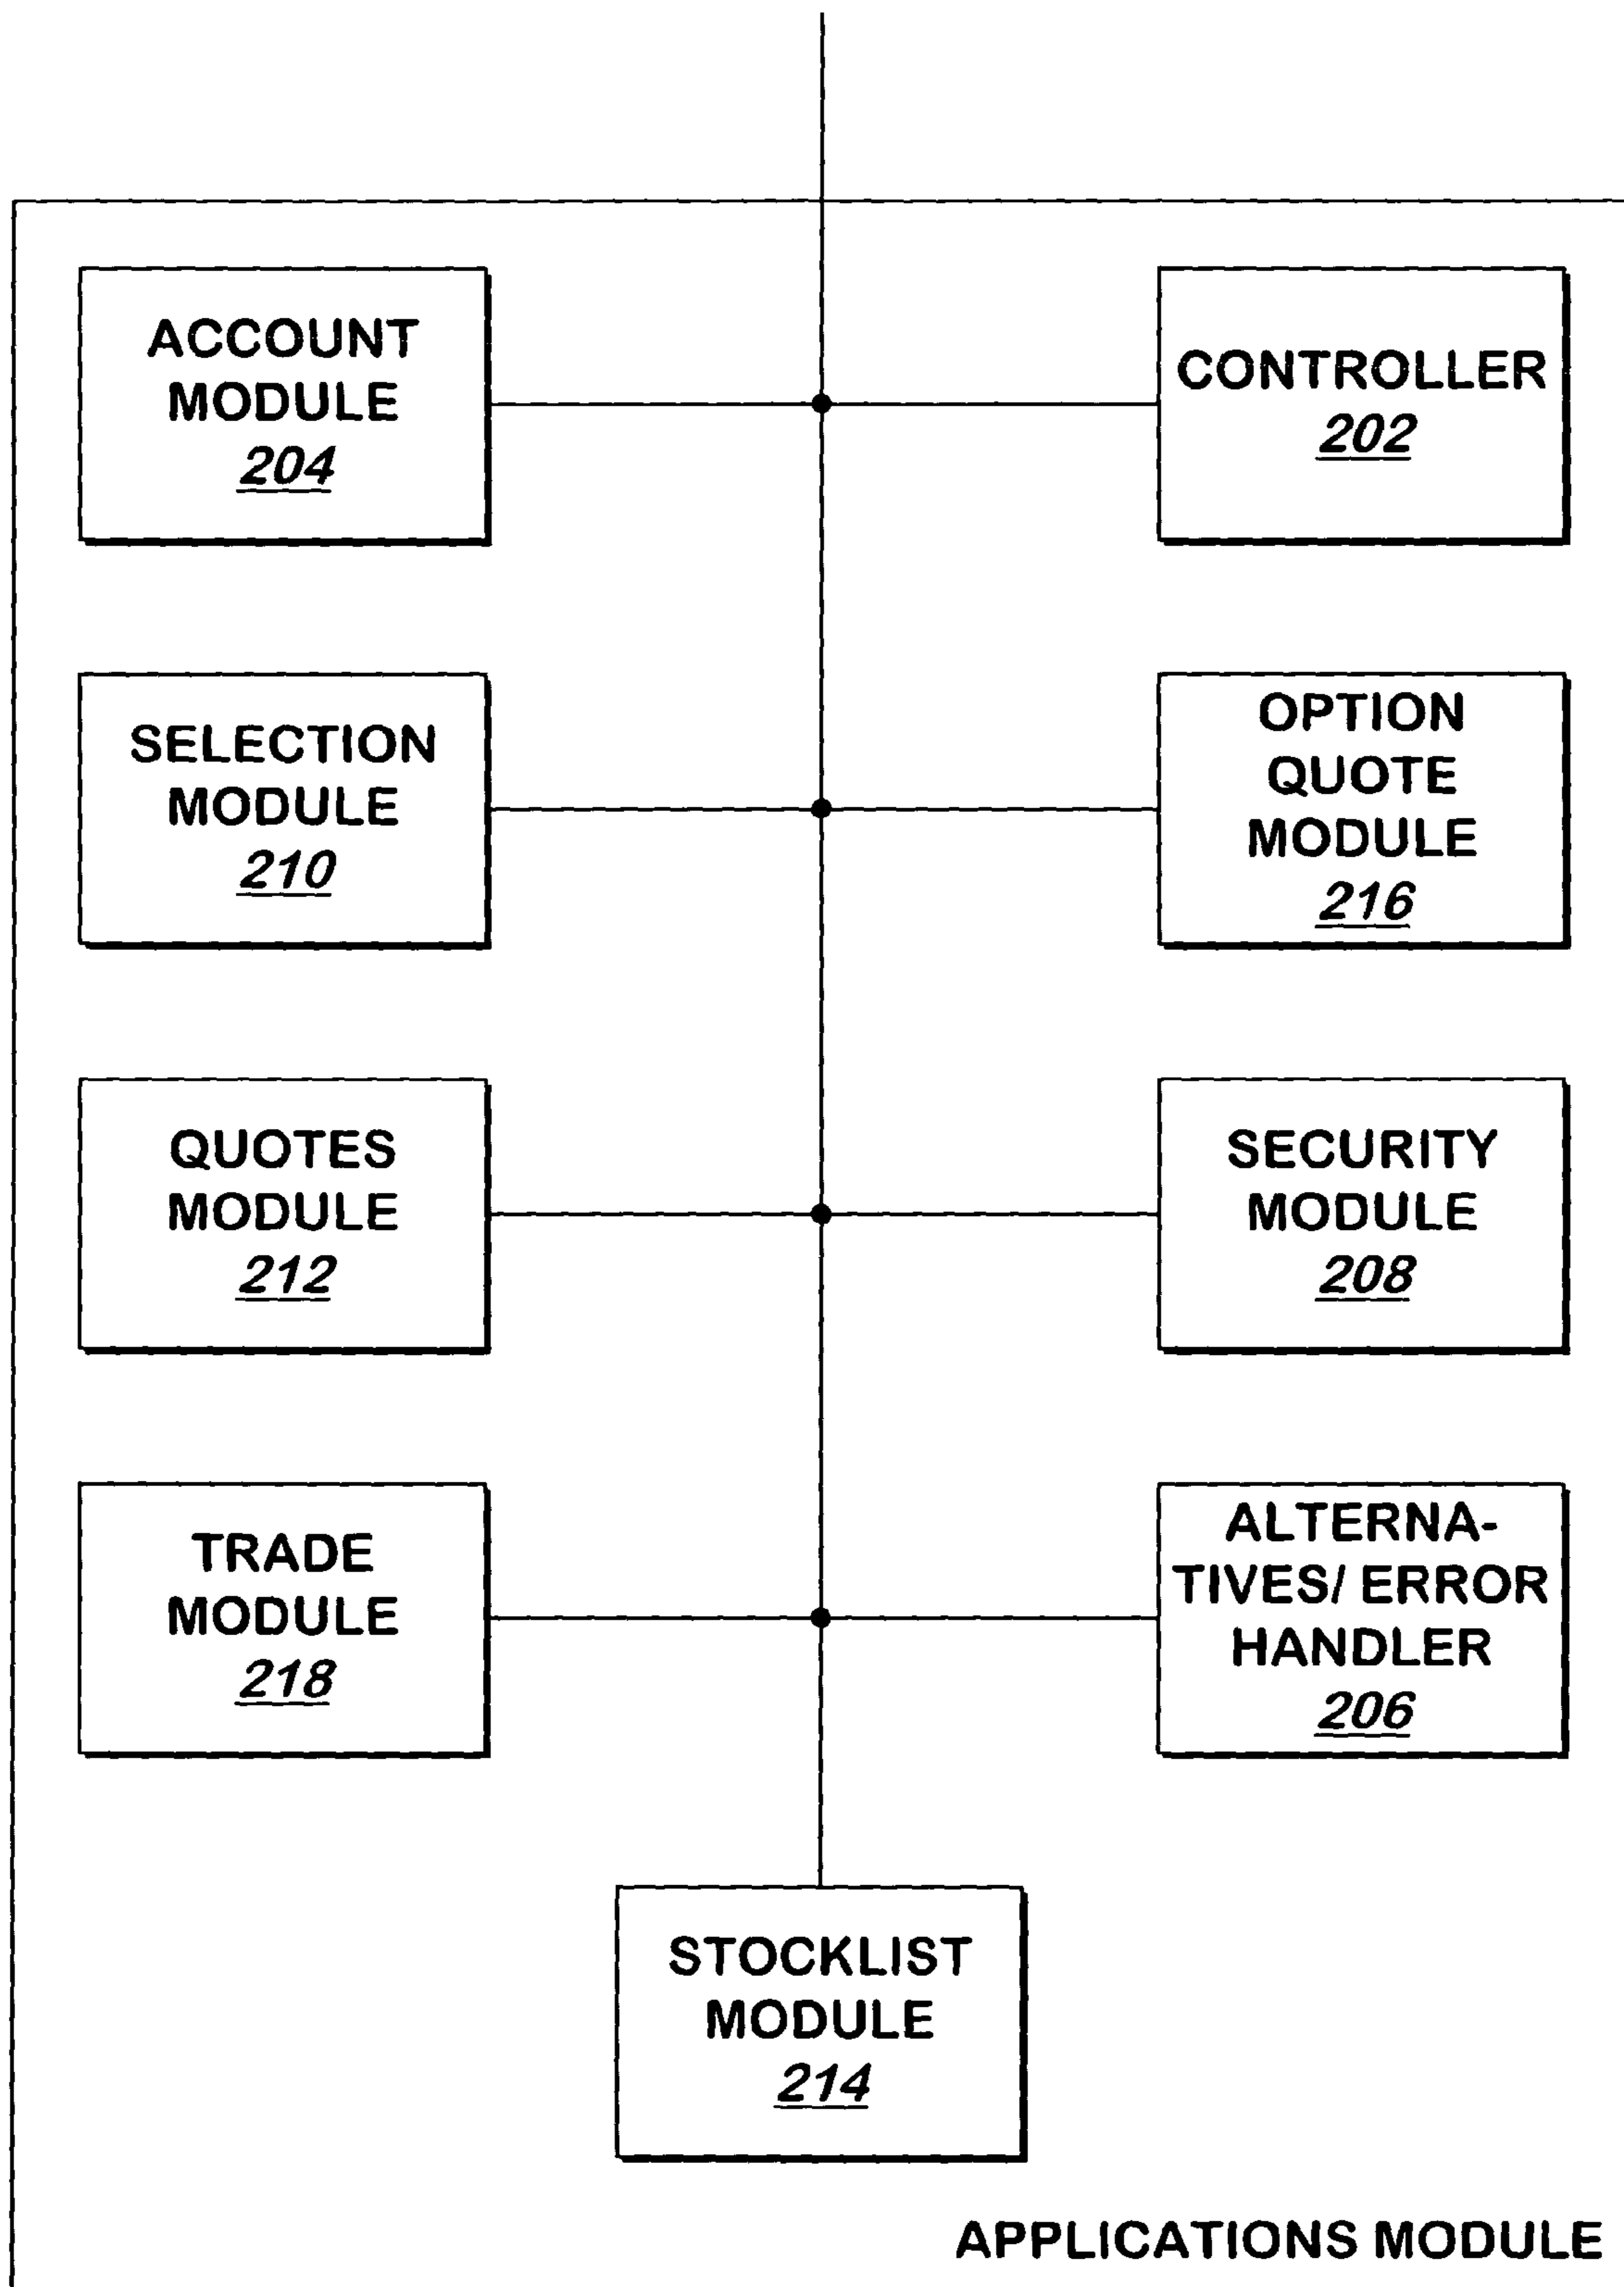 ACCOUNT
MODULE
204
CONTROLLER
202
SELECTION
MODULE
210
OPTION
QUOTE
MODULE
216
QUOTES
MODULE
212
SECURITY
MODULE
208
TRADE
MODULE
218
ALTERNA-
TIVES/ ERROR
HANDLER
206
STOCKLIST
MODULE
214
APPLICATIONS MODULE